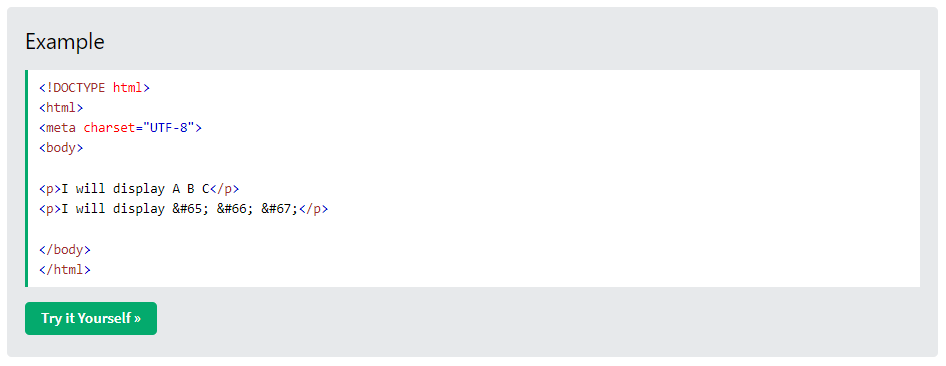 Example
<!DOCTYPE html>
<html>
<meta charset="UTF-8">
<body>
<p>I will display A B C</p>
<p>I will display &#65; &#66; &#67;</p>
</body>
</html>
Try it Yourself »